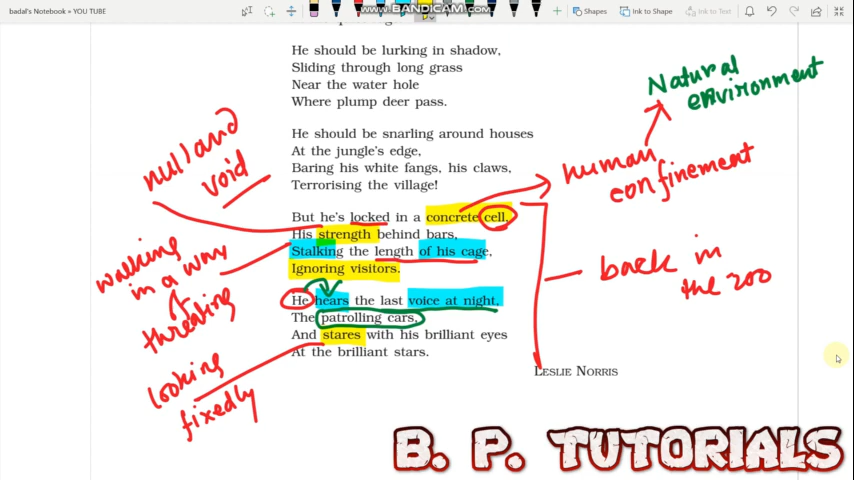 badal's Notebook ∞ YOU TUBE
WWW.BANDICAM.COM
Shapes
Ink to Shape
Ink to Text
He should be lurking in shadow,
Sliding through long grass
Near the water hole
Where plump deer pass.
He should be snarling around houses
At the jungle's edge,
Baring his white fangs, his claws,
Terrorising the village!
But he's locked in a concrete cell,
His strength behind bars,
Stalking the length of his cage,
Ignoring visitors.
He hears the last voice at night,
The patrolling cars,
And stares with his brilliant eyes
At the brilliant stars.
LESLIE NORRIS
null and
void
walking
in a way
threating
looking
fixedly
Natural
environment
human
confinement
back in
the zoo
B. P. TUTORIALS